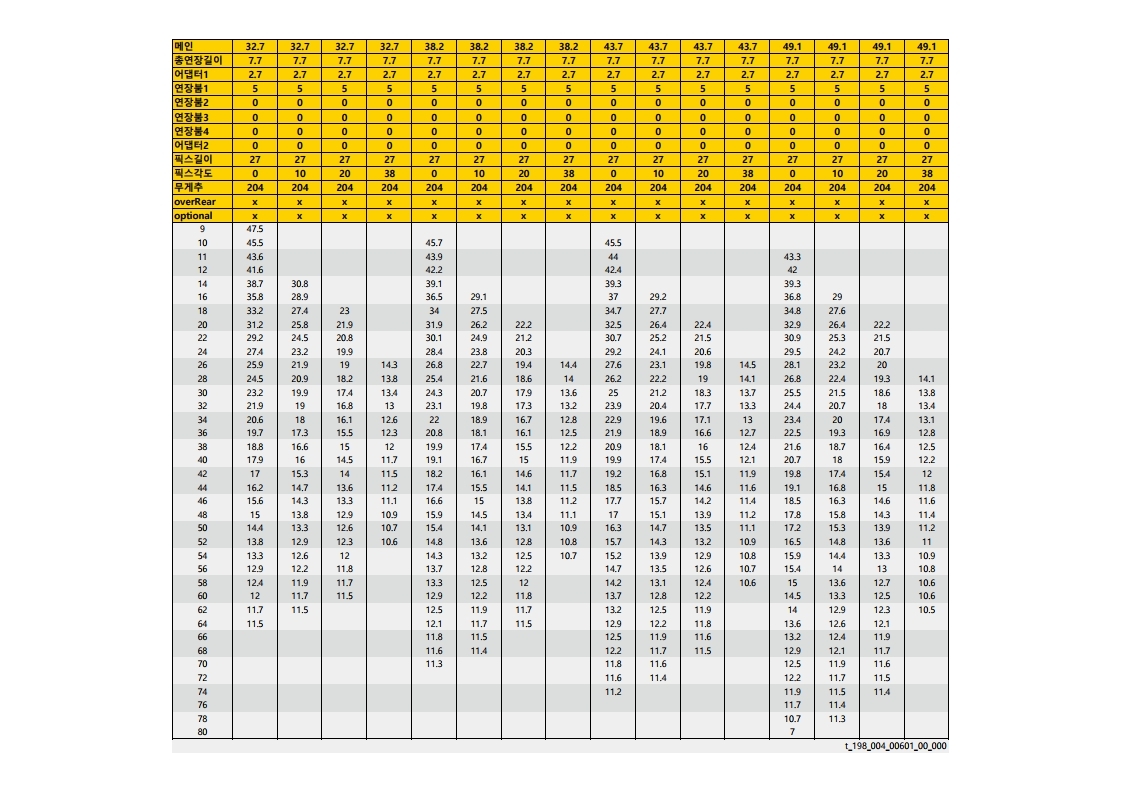 메인 32.7 32.7 32.7 32.7 38.2 38.2 38.2 38.2 43.7 43.7 43.7 43.7 49.1 49.1 49.1 49.1
총연장길이 7.7 7.7 7.7 7.7 7.7 7.7 7.7 7.7 7.7 7.7 7.7 7.7 7.7 7.7 7.7 7.7
어댑터1 2.7 2.7 2.7 2.7 2.7 2.7 2.7 2.7 2.7 2.7 2.7 2.7 2.7 2.7 2.7 2.7
연장붐1 5 5 5 5 5 5 5 5 5 5 5 5 5 5 5 5
연장붐2 0 0 0 0 0 0 0 0 0 0 0 0 0 0 0 0
연장붐3 0 0 0 0 0 0 0 0 0 0 0 0 0 0 0 0
연장붐4 0 0 0 0 0 0 0 0 0 0 0 0 0 0 0 0
어댑터2 0 0 0 0 0 0 0 0 0 0 0 0 0 0 0 0
픽스길이 27 27 27 27 27 27 27 27 27 27 27 27 27 27 27 27
픽스각도 0 10 20 38 0 10 20 38 0 10 20 38 0 10 20 38
무게추 204 204 204 204 204 204 204 204 204 204 204 204 204 204 204 204
overRear x x x x x x x x x x x x x x x x
optional x x x x x x x x x x x x x x x x
9 47.5
10 45.5 45.7 45.5
11 43.6 43.9 44 43.3
12 41.6 42.2 42.4 42
14 38.7 30.8 39.1 39.3 39.3
16 35.8 28.9 36.5 29.1 37 29.2 36.8 29
18 33.2 27.4 23 34 27.5 34.7 27.7 34.8 27.6
20 31.2 25.8 21.9 31.9 26.2 22.2 32.5 26.4 22.4 32.9 26.4 22.2
22 29.2 24.5 20.8 30.1 24.9 21.2 30.7 25.2 21.5 30.9 25.3 21.5
24 27.4 23.2 19.9 28.4 23.8 20.3 29.2 24.1 20.6 29.5 24.2 20.7
26 25.9 21.9 19 14.3 26.8 22.7 19.4 14.4 27.6 23.1 19.8 14.5 28.1 23.2 20
28 24.5 20.9 18.2 13.8 25.4 21.6 18.6 14 26.2 22.2 19 14.1 26.8 22.4 19.3 14.1
30 23.2 19.9 17.4 13.4 24.3 20.7 17.9 13.6 25 21.2 18.3 13.7 25.5 21.5 18.6 13.8
32 21.9 19 16.8 13 23.1 19.8 17.3 13.2 23.9 20.4 17.7 13.3 24.4 20.7 18 13.4
34 20.6 18 16.1 12.6 22 18.9 16.7 12.8 22.9 19.6 17.1 13 23.4 20 17.4 13.1
36 19.7 17.3 15.5 12.3 20.8 18.1 16.1 12.5 21.9 18.9 16.6 12.7 22.5 19.3 16.9 12.8
38 18.8 16.6 15 12 19.9 17.4 15.5 12.2 20.9 18.1 16 12.4 21.6 18.7 16.4 12.5
40 17.9 16 14.5 11.7 19.1 16.7 15 11.9 19.9 17.4 15.5 12.1 20.7 18 15.9 12.2
42 17 15.3 14 11.5 18.2 16.1 14.6 11.7 19.2 16.8 15.1 11.9 19.8 17.4 15.4 12
44 16.2 14.7 13.6 11.2 17.4 15.5 14.1 11.5 18.5 16.3 14.6 11.6 19.1 16.8 15 11.8
46 15.6 14.3 13.3 11.1 16.6 15 13.8 11.2 17.7 15.7 14.2 11.4 18.5 16.3 14.6 11.6
48 15 13.8 12.9 10.9 15.9 14.5 13.4 11.1 17 15.1 13.9 11.2 17.8 15.8 14.3 11.4
50 14.4 13.3 12.6 10.7 15.4 14.1 13.1 10.9 16.3 14.7 13.5 11.1 17.2 15.3 13.9 11.2
52 13.8 12.9 12.3 10.6 14.8 13.6 12.8 10.8 15.7 14.3 13.2 10.9 16.5 14.8 13.6 11
54 13.3 12.6 12 14.3 13.2 12.5 10.7 15.2 13.9 12.9 10.8 15.9 14.4 13.3 10.9
56 12.9 12.2 11.8 13.7 12.8 12.2 14.7 13.5 12.6 10.7 15.4 14 13 10.8
58 12.4 11.9 11.7 13.3 12.5 12 14.2 13.1 12.4 10.6 15 13.6 12.7 10.6
60 12 11.7 11.5 12.9 12.2 11.8 13.7 12.8 12.2 14.5 13.3 12.5 10.6
62 11.7 11.5 12.5 11.9 11.7 13.2 12.5 11.9 14 12.9 12.3 10.5
64 11.5 12.1 11.7 11.5 12.9 12.2 11.8 13.6 12.6 12.1
66 11.8 11.5 12.5 11.9 11.6 13.2 12.4 11.9
68 11.6 11.4 12.2 11.7 11.5 12.9 12.1 11.7
70 11.3 11.8 11.6 12.5 11.9 11.6
72 11.6 11.4 12.2 11.7 11.5
74 11.2 11.9 11.5 11.4
76 11.7 11.4
78 10.7 11.3
80 7
t_198_004_00601_00_000